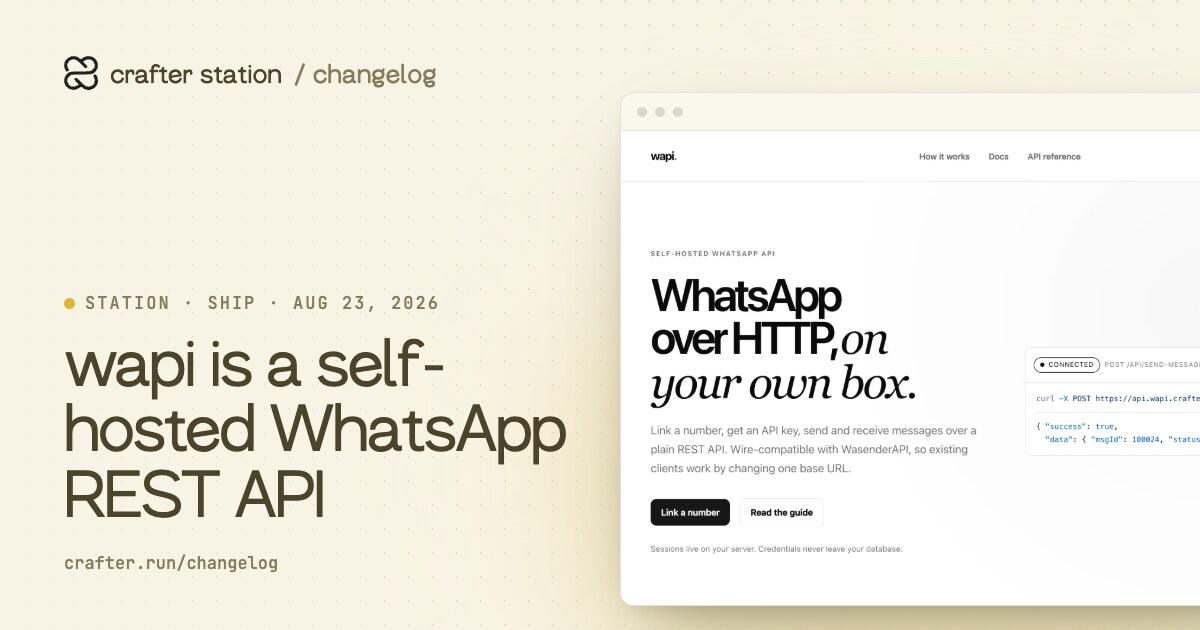 crafter station / changelog
STATION · SHIP · AUG 23, 2026
wapi is a self-
hosted WhatsApp
REST API
crafter.run/changelog
wapi.
How it works
Docs
API reference
SELF-HOSTED WHATSAPP API
WhatsApp
over HTTP, on
your own box.
Link a number, get an API key, send and receive messages over a
plain REST API. Wire-compatible with WasenderAPI, so existing
clients work by changing one base URL.
Link a number
Read the guide
Sessions live on your server. Credentials never leave your database.
CONNECTED
POST /API/SEND-MESSAG
curl -X POST https://api.wapi.crafte
{ "success": true,
"data": { "msgId": 100024, "status